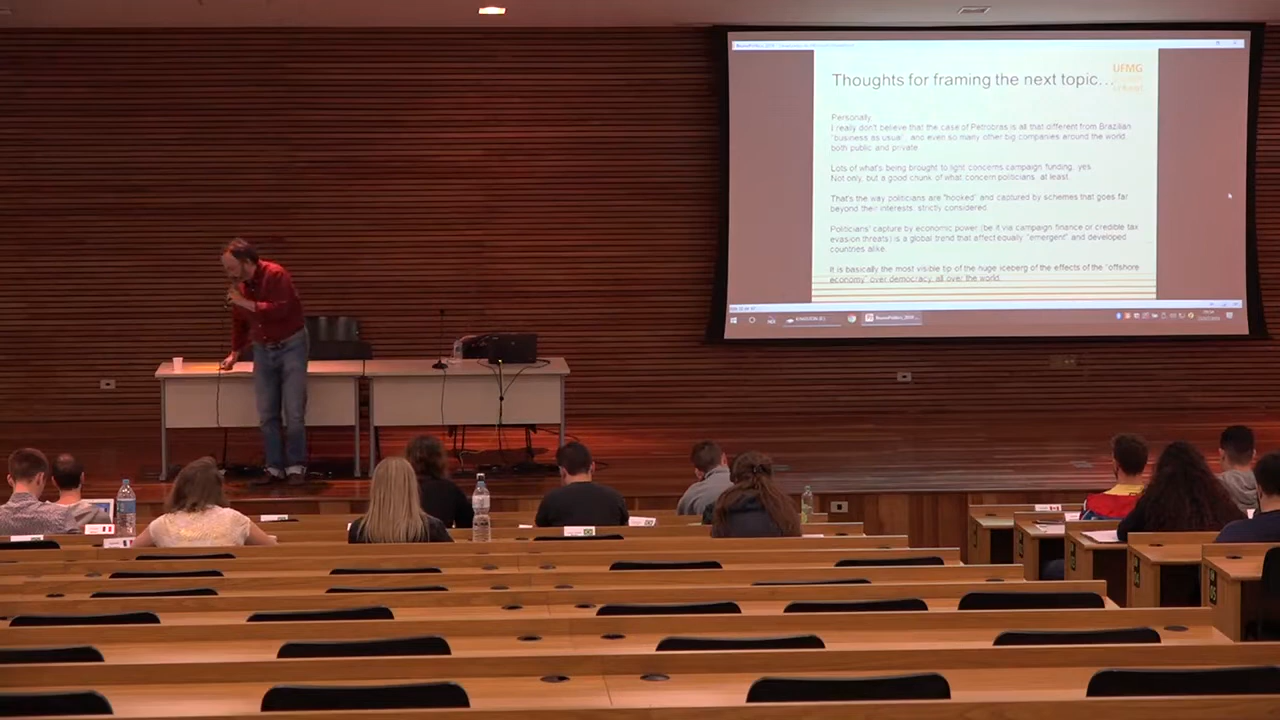 UFMG
school
Thoughts for framing the next topic…
Personally,
I really don't believe that the case of Petrobras is all that different from Brazilian
"business as usual", and even so many other big companies around the world,
both public and private
Lots of what's being brought to light concerns campaign funding, yes.
Not only, but a good chunk of what concern politicians, at least.
That's the way politicians are "hooked" and captured by schemes that goes far
beyond their interests, strictly considered
Politicians' capture by economic power (be it via campaign finance or credible tax
evasion threats) is a global trend that affect equally "emergent" and developed
countries alike.
It is basically the most visible tip of the huge iceberg of the effects of the "offshore
economy" over democracy, all over the world.